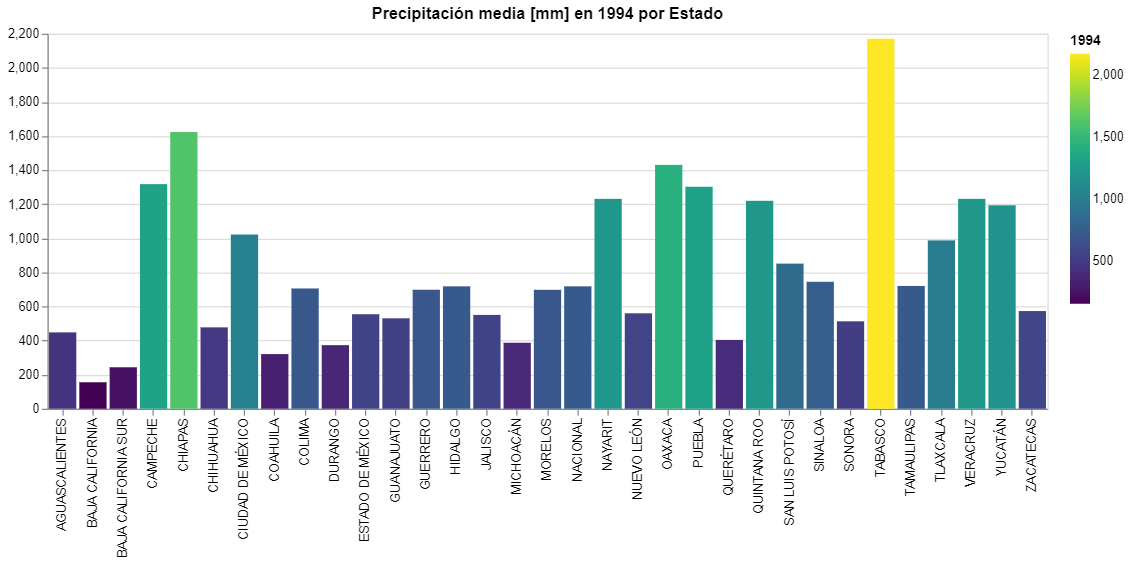 Precipitación media [mm] en 1994 por Estado
2,200
2,000
1,800
1,600
1,400
1,200
1,000
800
600
400
200
0
AGUASCALIENTES
BAJA CALIFORNIA
BAJA CALIFORNIA SUR
CAMPECHE
CHIAPAS
CHIHUAHUA
CIUDAD DE MÉXICO
COAHUILA
COLIMA
DURANGO
ESTADO DE MÉXICO
GUANAJUATO
GUERRERO
HIDALGO
JALISCO
MICHOACÁN
MORELOS
NACIONAL
NAYARIT
NUEVO LEÓN
OAXACA
PUEBLA
QUERÉTARO
QUINTANA ROO
SAN LUIS POTOSÍ
SINALOA
SONORA
TABASCO
TAMAULIPAS
TLAXCALA
VERACRUZ
YUCATÁN
ZACATECAS
1994
2,000
1,500
1,000
500